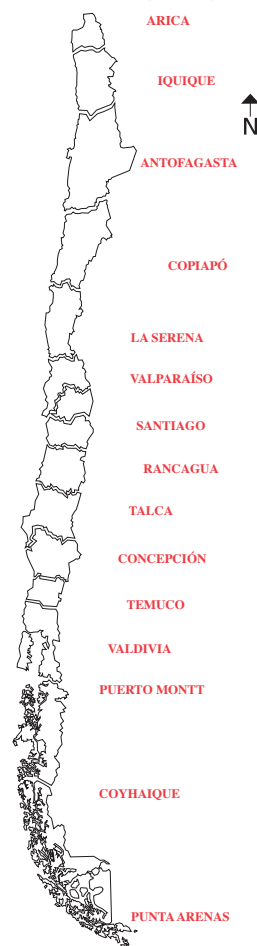 ARICA
IQUIQUE
N
ANTOFAGASTA
COPIAPÓ
LA SERENA
VALPARAÍSO
SANTIAGO
RANCAGUA
TALCA
CONCEPCIÓN
TEMUCO
VALDIVIA
PUERTO MONTT
COYHAIQUE
PUNTA ARENAS